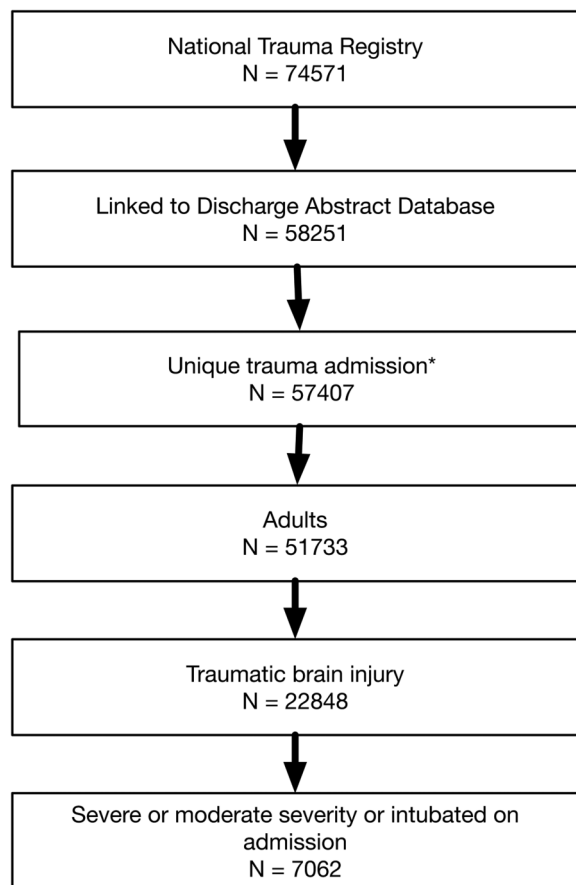 National Trauma Registry
N = 74571
Linked to Discharge Abstract Database
N = 58251
Unique trauma admission*
N = 57407
Adults
N = 51733
Traumatic brain injury
N = 22848
Severe or moderate severity or intubated on
admission
N = 7062